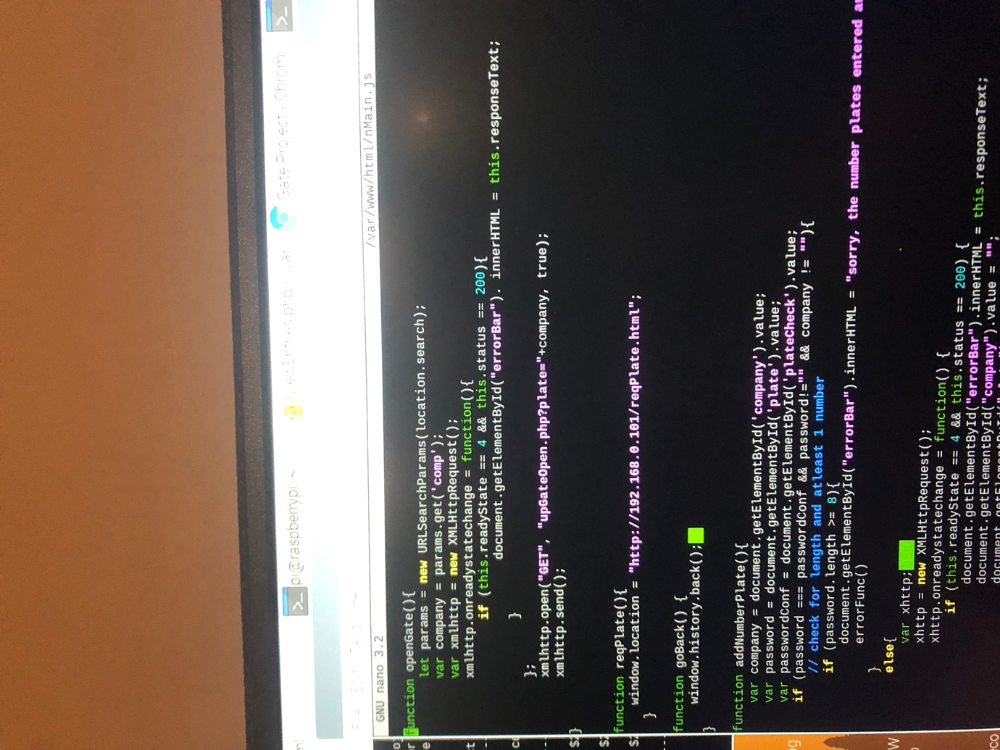 pi@raspberrypi ~
Gate Project - Chrom
GNU nano 3.2
/var/www/html/nMain.js
function openGate(){
let params = new URLSearchParams(location.search);
var company = params.get('comp');
var xmlhttp = new XMLHttpRequest();
xmlhttp.onreadystatechange = function(){
if (this.readyState == 4 && this.status == 200){
document.getElementById("errorBar"). innerHTML = this.responseText;
}
};
xmlhttp.open("GET", "upGateOpen.php?plate="+company, true);
xmlhttp.send();
}
function reqPlate(){
window.location = "http://192.168.0.101/reqPlate.html";
}
function goBack() {
window.history.back();
}
function addNumberPlate(){
var company = document.getElementById('company').value;
var password = document.getElementById('plate').value;
var passwordConf = document.getElementById('plateCheck').value;
if (password === passwordConf && password!="" && company != ""){
// check for length and atleast 1 number
if (password.length >= 8){
document.getElementById("errorBar").innerHTML = "sorry, the number plates entered
errorFunc()
}
else{
var xhttp;
xhttp = new XMLHttpRequest();
xhttp.onreadystatechange = function() {
if (this.readyState == 4 && this.status == 200) {
document.getElementById("errorBar").innerHTML = this.responseText;
document.getElementById("company").value = "";